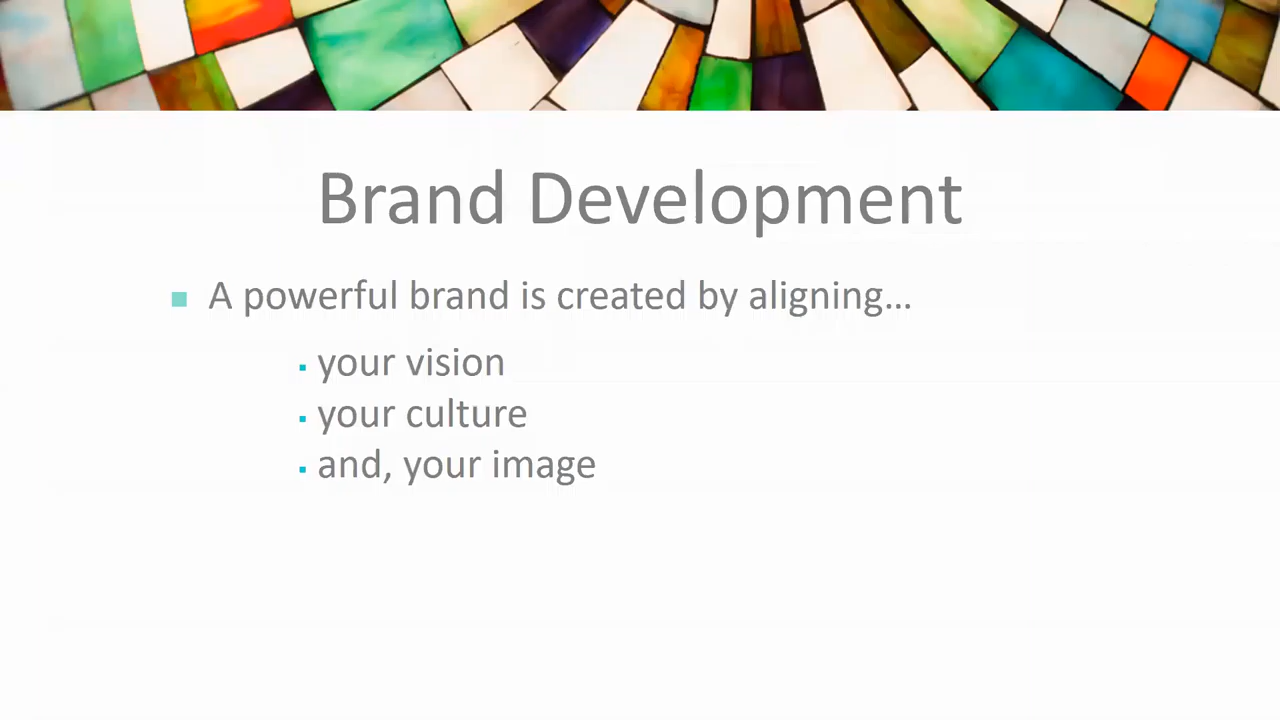 Brand Development
A powerful brand is created by aligning...
your vision
your culture
and, your image